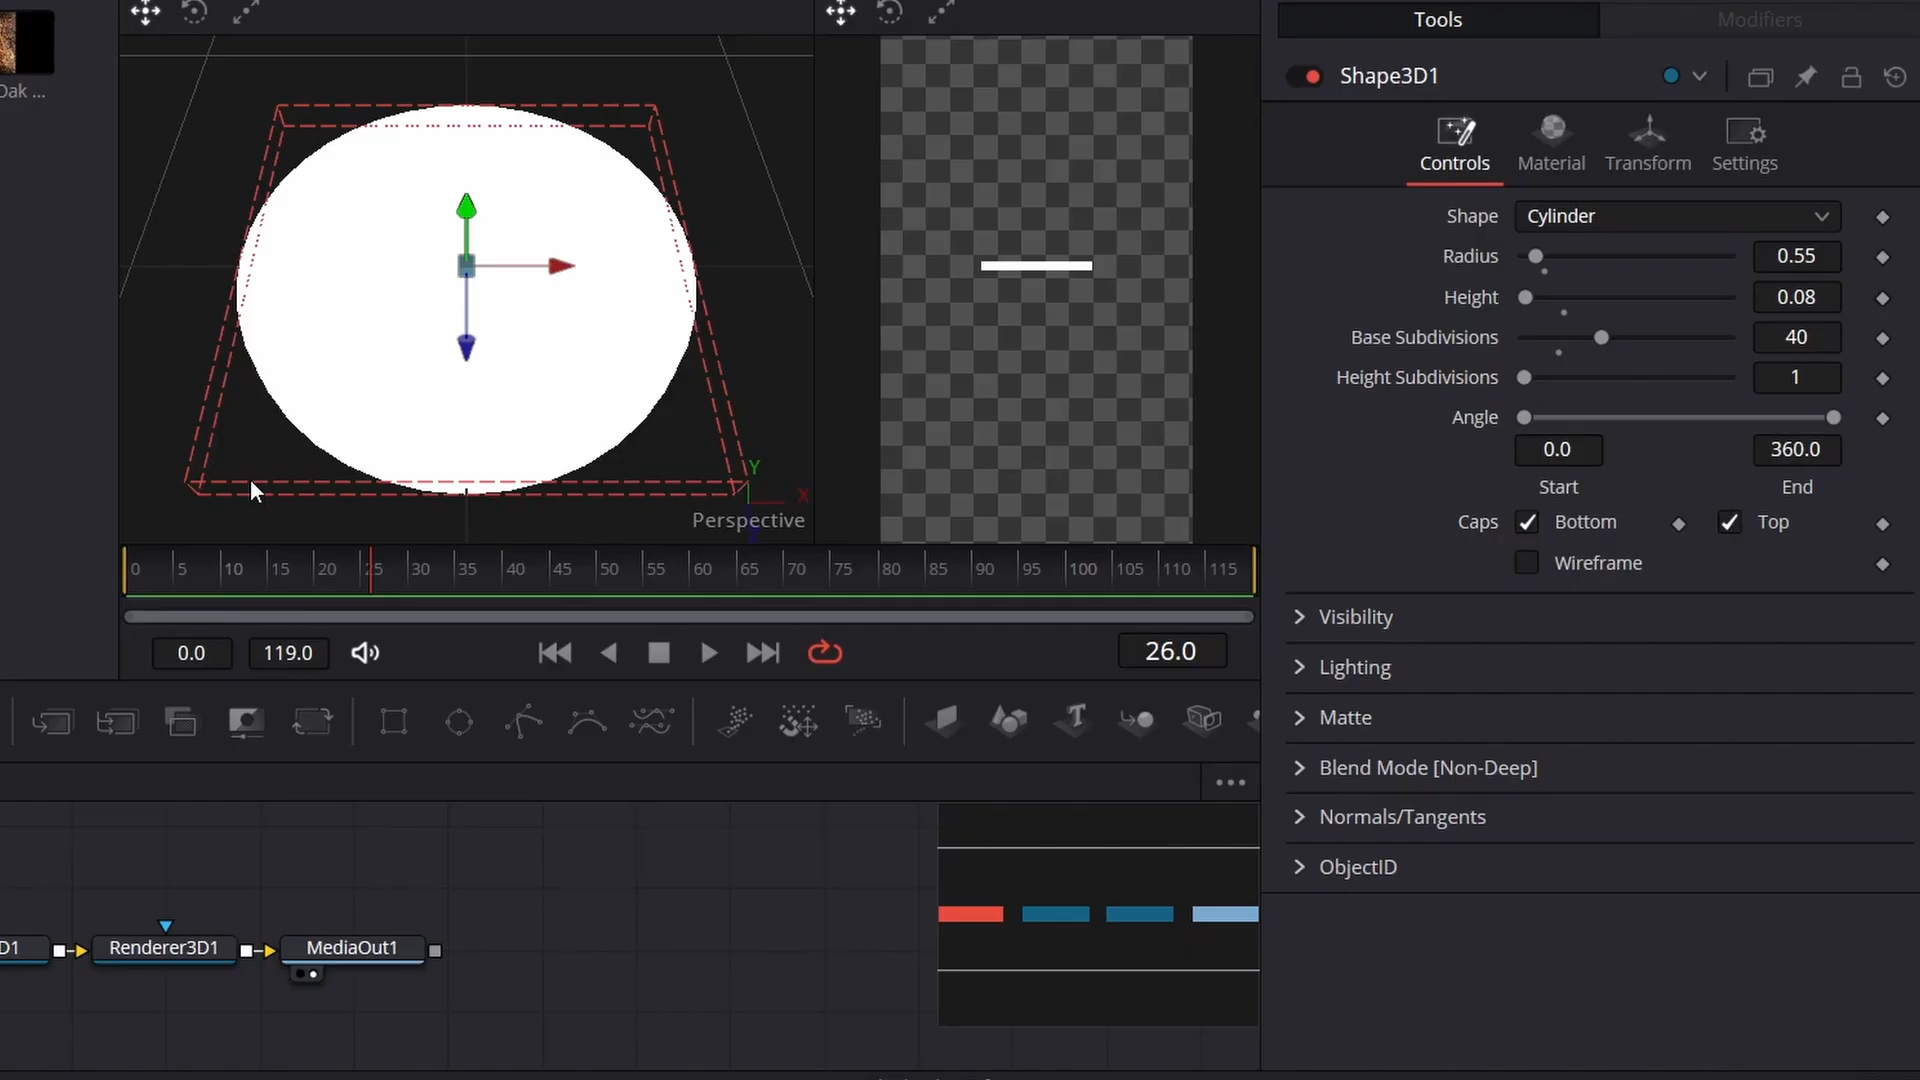 Dak ...
Perspective
Y
X
0 5 10 15 20 25 30 35 40 45 50 55 60 65 70 75 80 85 90 95 100 105 110 115
0.0 119.0 26.0
D1 Renderer3D1 MediaOut1
Tools Modifiers
Shape3D1
Controls Material Transform Settings
Shape Cylinder
Radius 0.55
Height 0.08
Base Subdivisions 40
Height Subdivisions 1
Angle
0.0 360.0
Start End
Caps Bottom Top
Wireframe
Visibility
Lighting
Matte
Blend Mode [Non-Deep]
Normals/Tangents
ObjectID